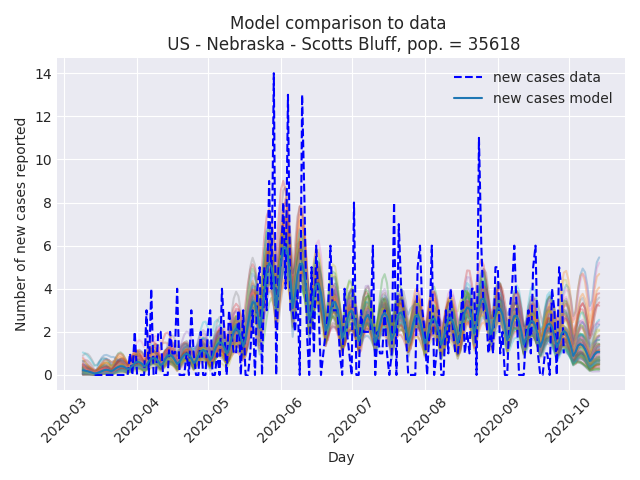 Model comparison to data
US - Nebraska - Scotts Bluff, pop. = 35618
new cases data
new cases model
Number of new cases reported
14
12
10
8
6
4
2
0
2020-03
2020-04
2020-05
2020-06
2020-07
2020-08
2020-09
2020-10
Day